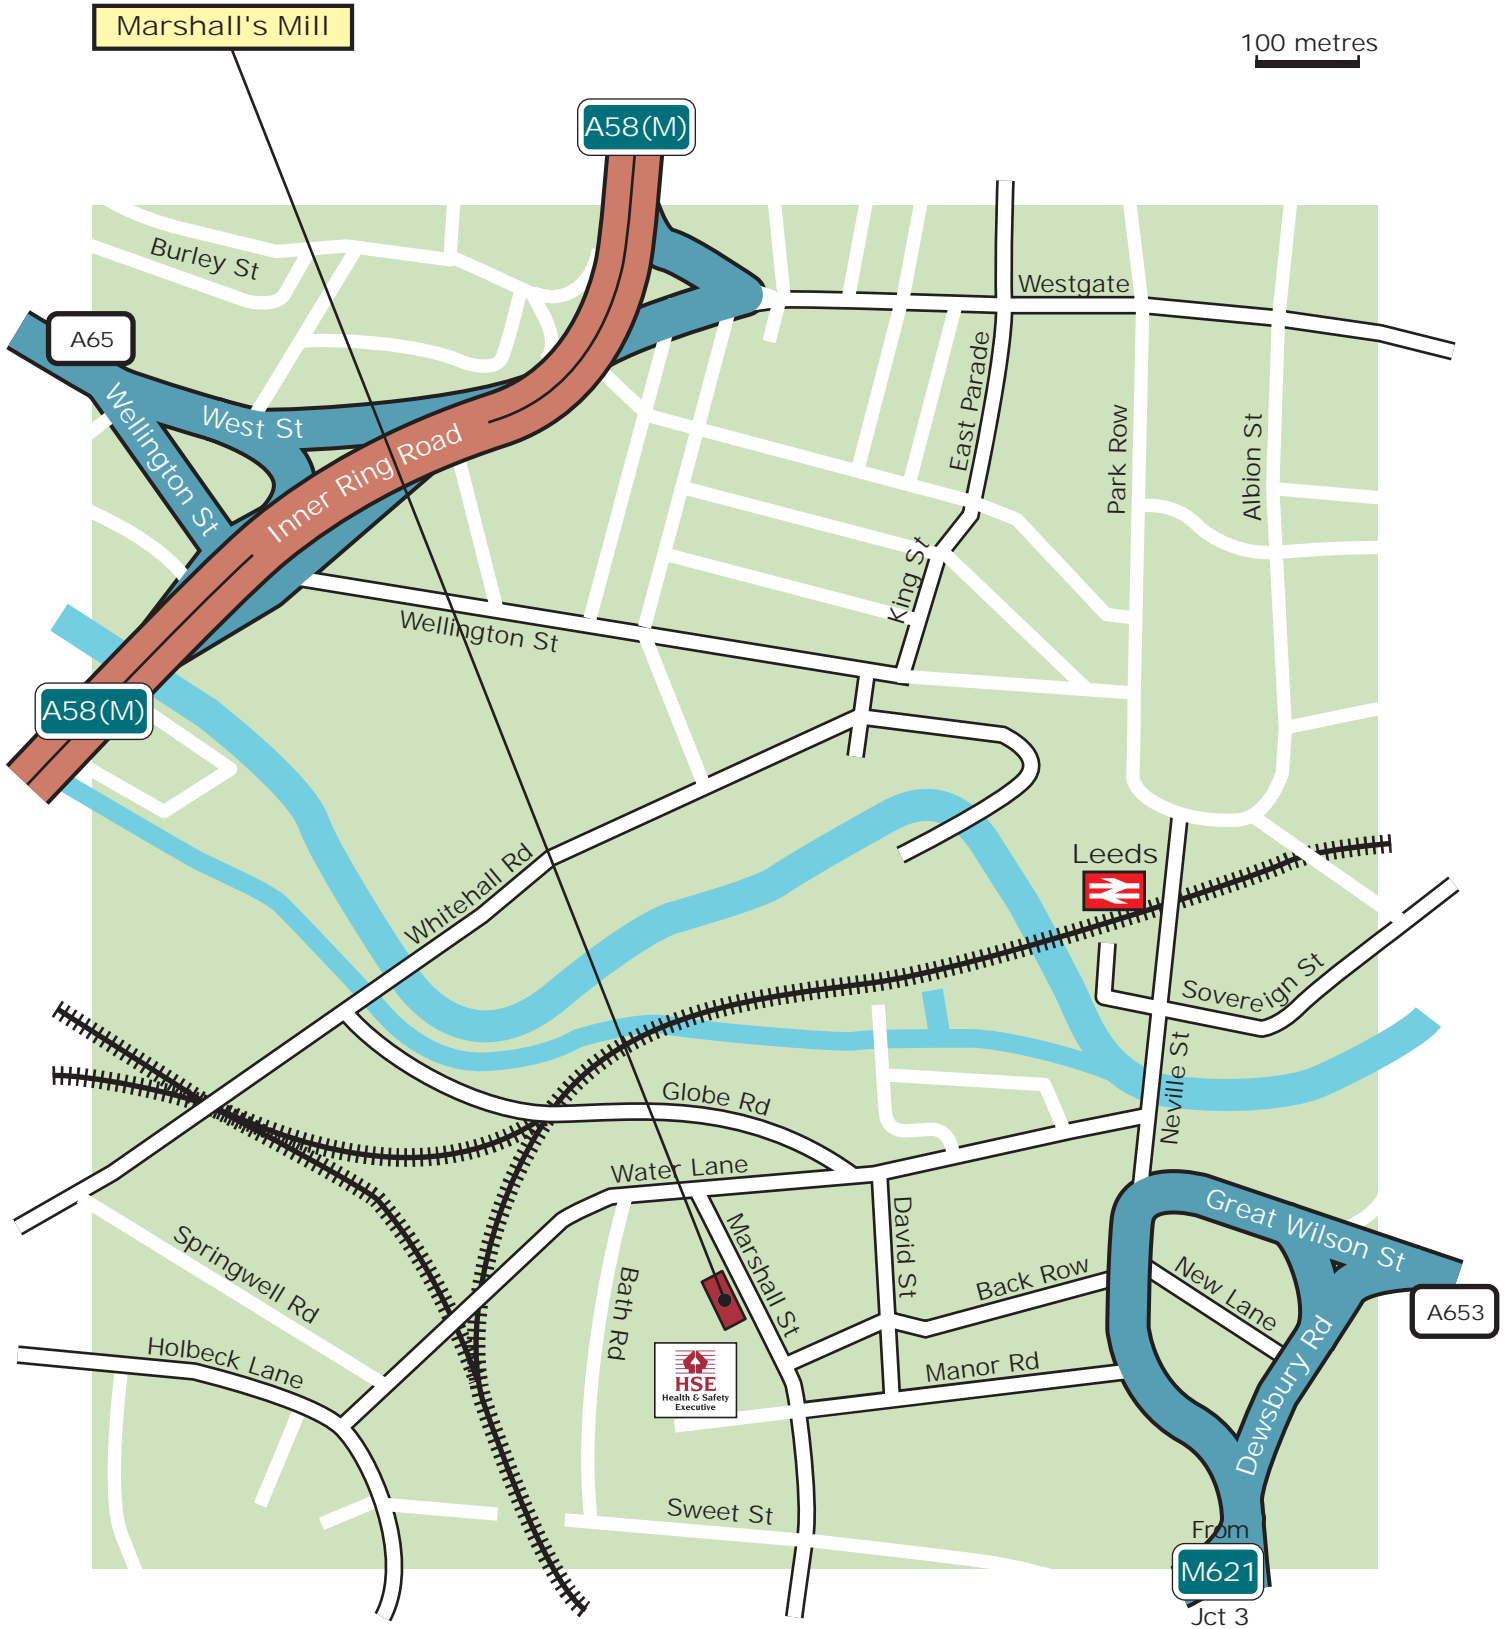 Marshall's Mill
100 metres
A58(M)
Burley St
Westgate
A65
East Parade
Wellington St
West St
Park Row
Albion St
Inner Ring Road
King St
Wellington St
A58(M)
Leeds
Whitehall Rd
Sovereign St
Neville St
Globe Rd
Water Lane
Great Wilson St
David St
Marshall St
Springwell Rd
Bath Rd
Back Row
New Lane
A653
Holbeck Lane
Manor Rd
Dewsbury Rd
HSE
Health & Safety
Executive
Sweet St
From
M621
Jct 3